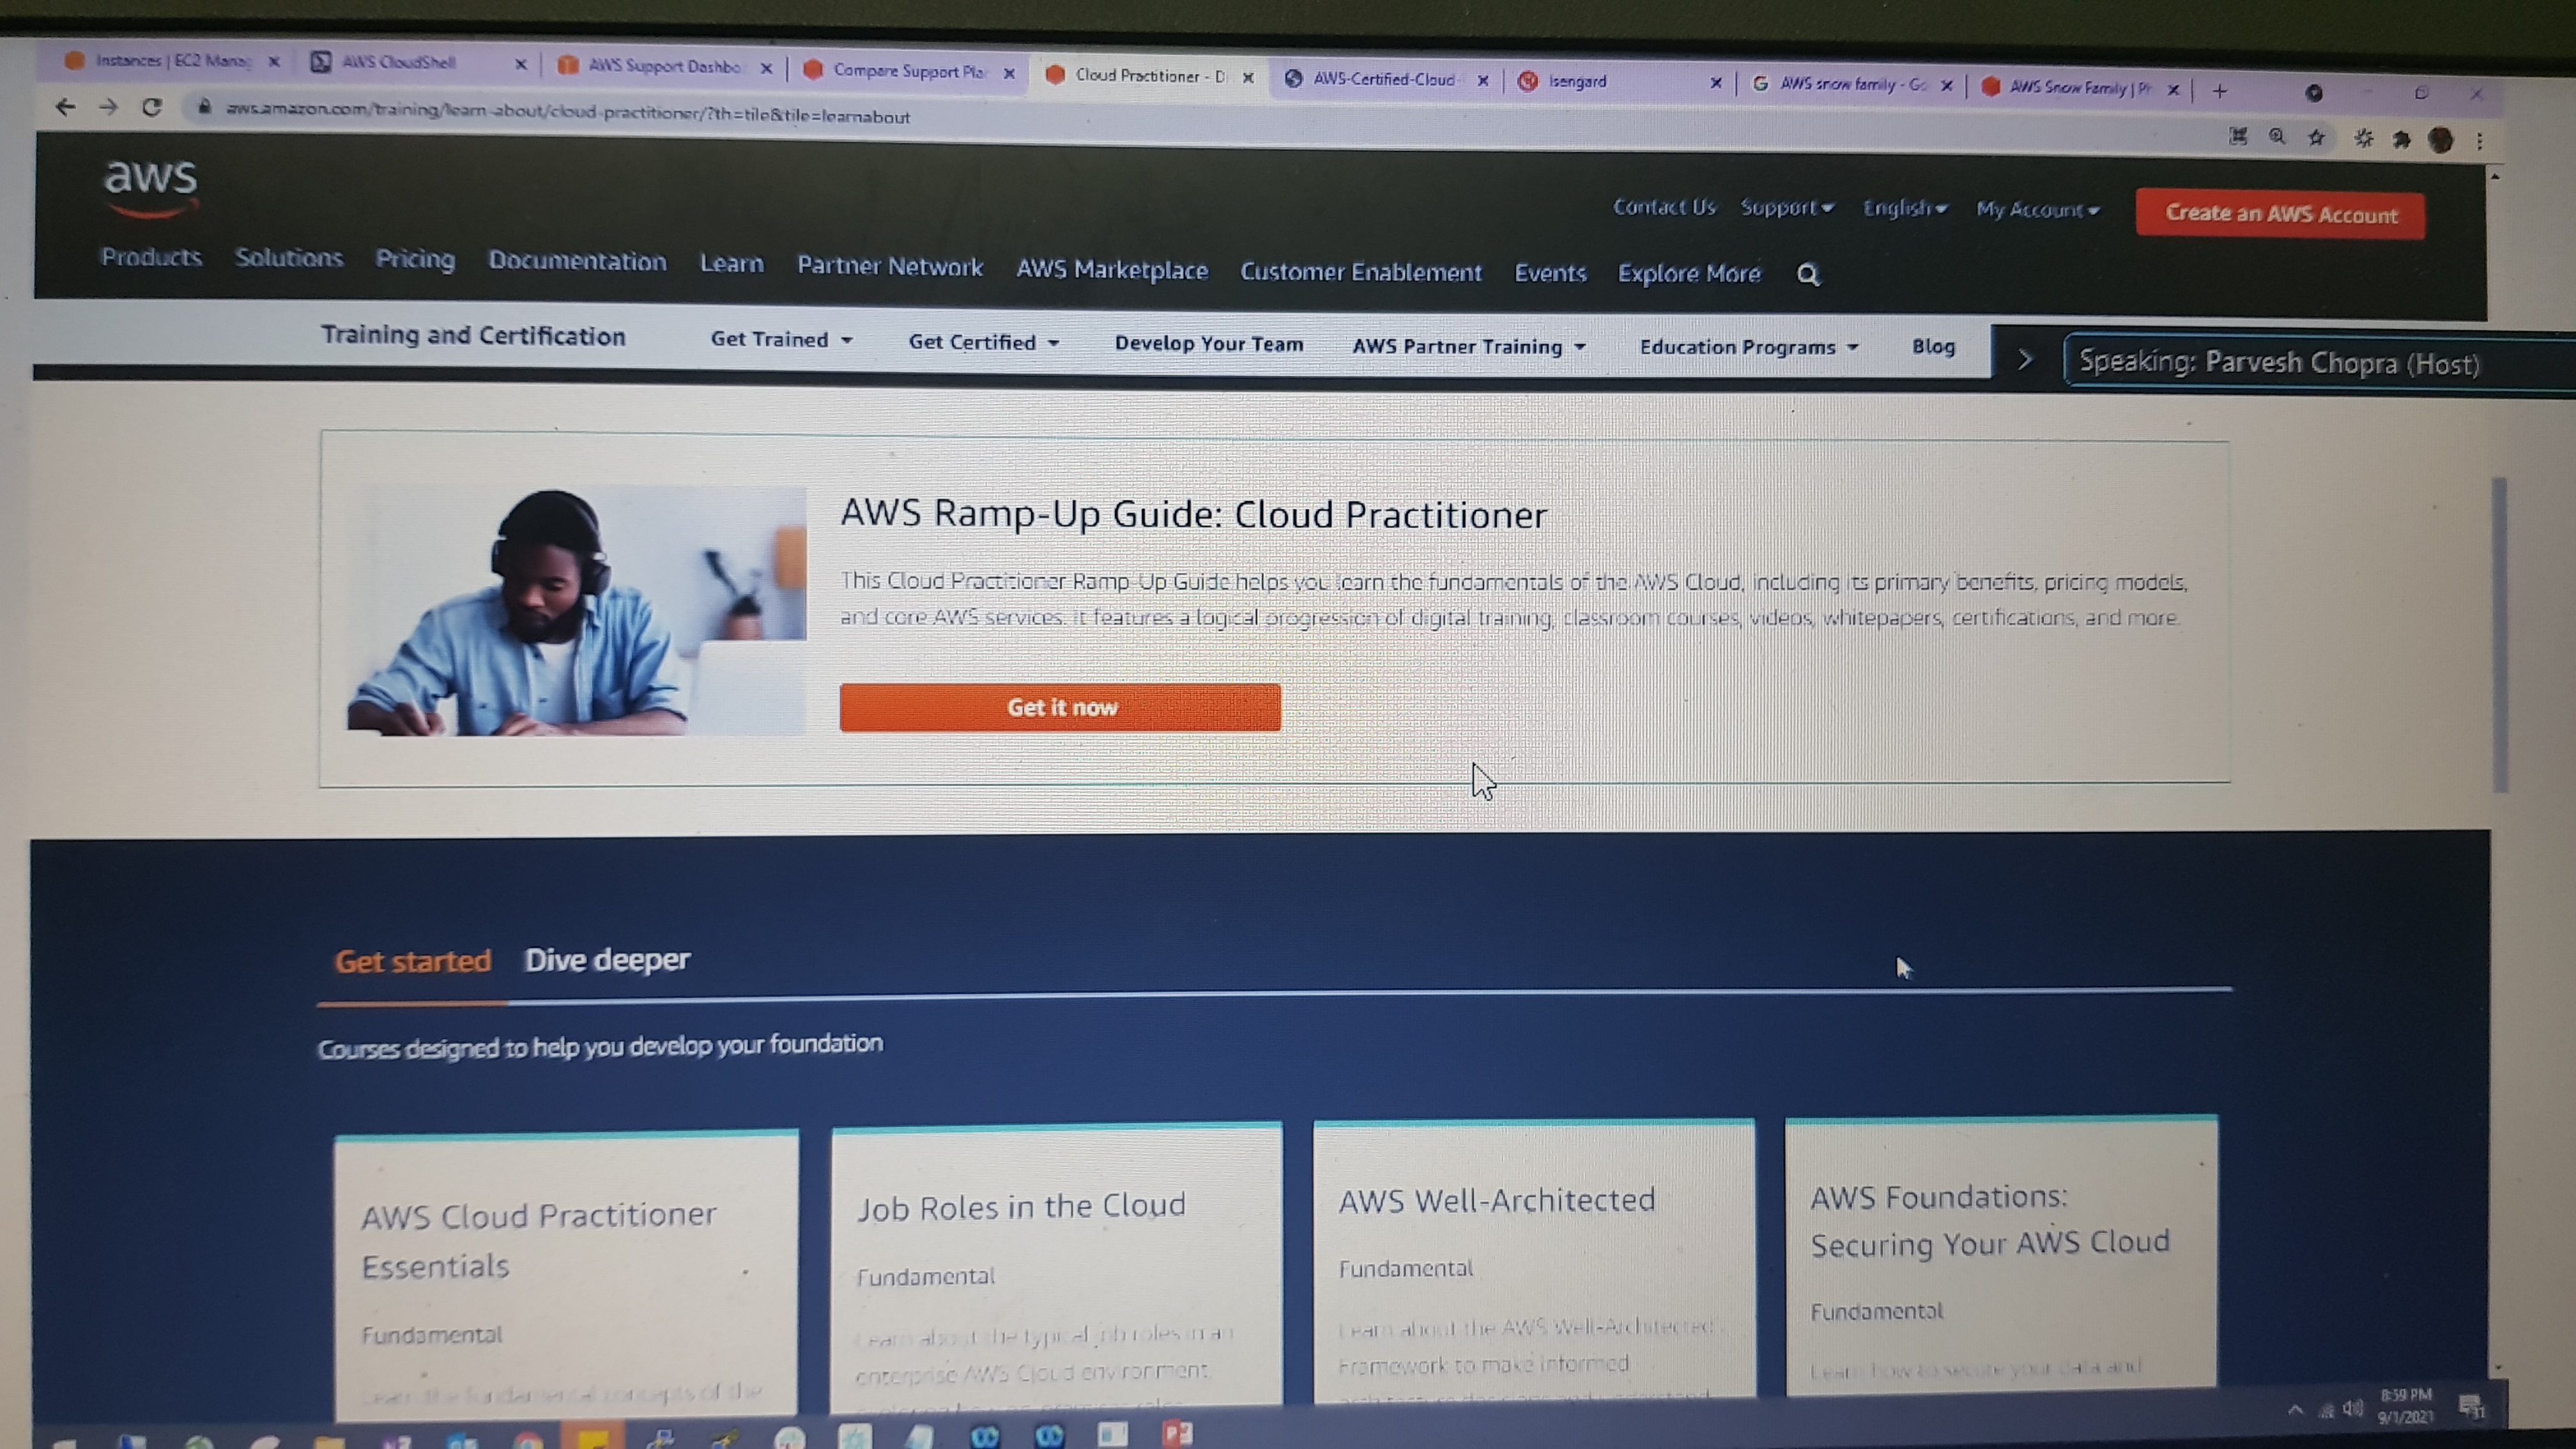 Instances | EC2 Manag
AWS CloudShell
AWS Support Dashbo
Compare Support Pla
Cloud Practitioner - D
AWS-Certified-Cloud
Isengard
AWS snow family - Go
AWS Snow Family | Pr
aws.amazon.com/training/learn-about/cloud-practitioner/?th=tile&tile=learnabout
aws
Contact Us Support English My Account Create an AWS Account
Products Solutions Pricing Documentation Learn Partner Network AWS Marketplace Customer Enablement Events Explore More
Training and Certification Get Trained Get Certified Develop Your Team AWS Partner Training Education Programs Blog
Speaking: Parvesh Chopra (Host)
AWS Ramp-Up Guide: Cloud Practitioner
This Cloud Practitioner Ramp-Up Guide helps you learn the fundamentals of the AWS Cloud, including its primary benefits, pricing models,
and core AWS services. It features a logical progression of digital training, classroom courses, videos, whitepapers, certifications, and more.
Get it now
Get started Dive deeper
Courses designed to help you develop your foundation
AWS Cloud Practitioner
Essentials
Fundamental
Learn the fundamental concepts of the
Job Roles in the Cloud
Fundamental
Learn about the typical job roles in an
enterprise AWS Cloud environment,
AWS Well-Architected
Fundamental
Learn about the AWS Well-Architected
Framework to make informed
AWS Foundations:
Securing Your AWS Cloud
Fundamental
Learn how to secure your data and
8:59 PM
9/1/2021
31